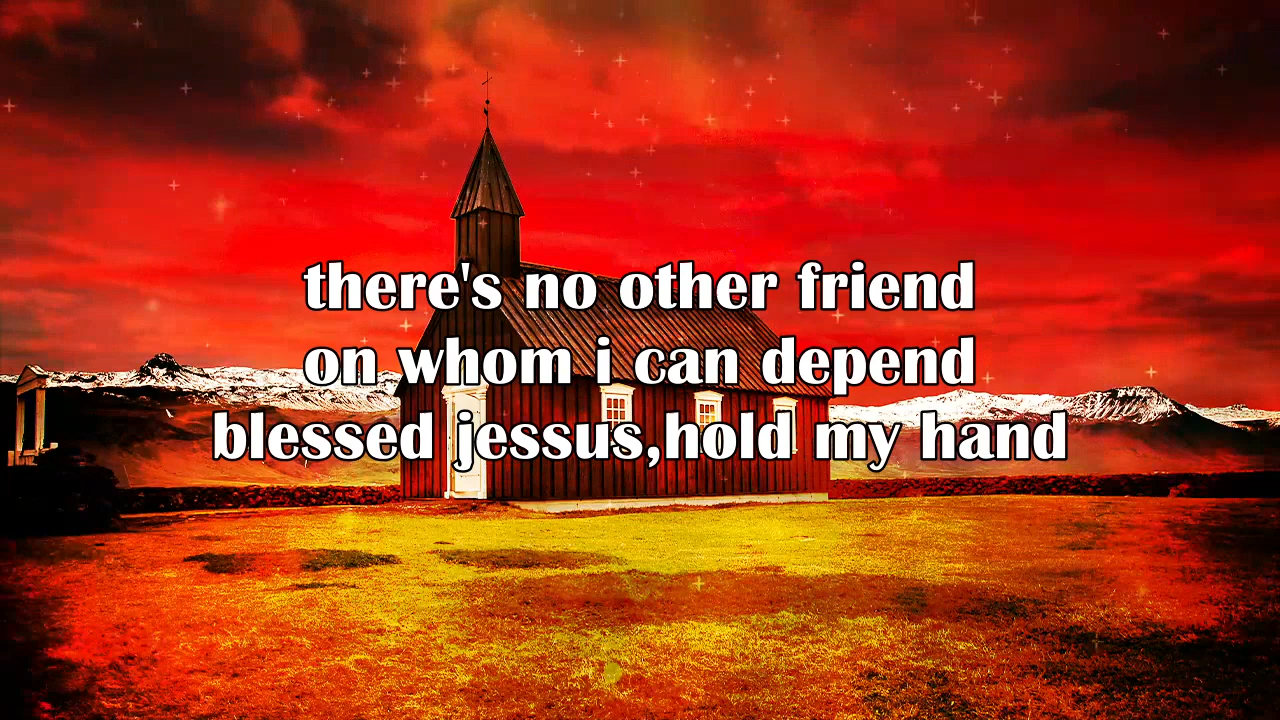 there's no other friend
on whom i can depend
blessed jessus,hold my hand